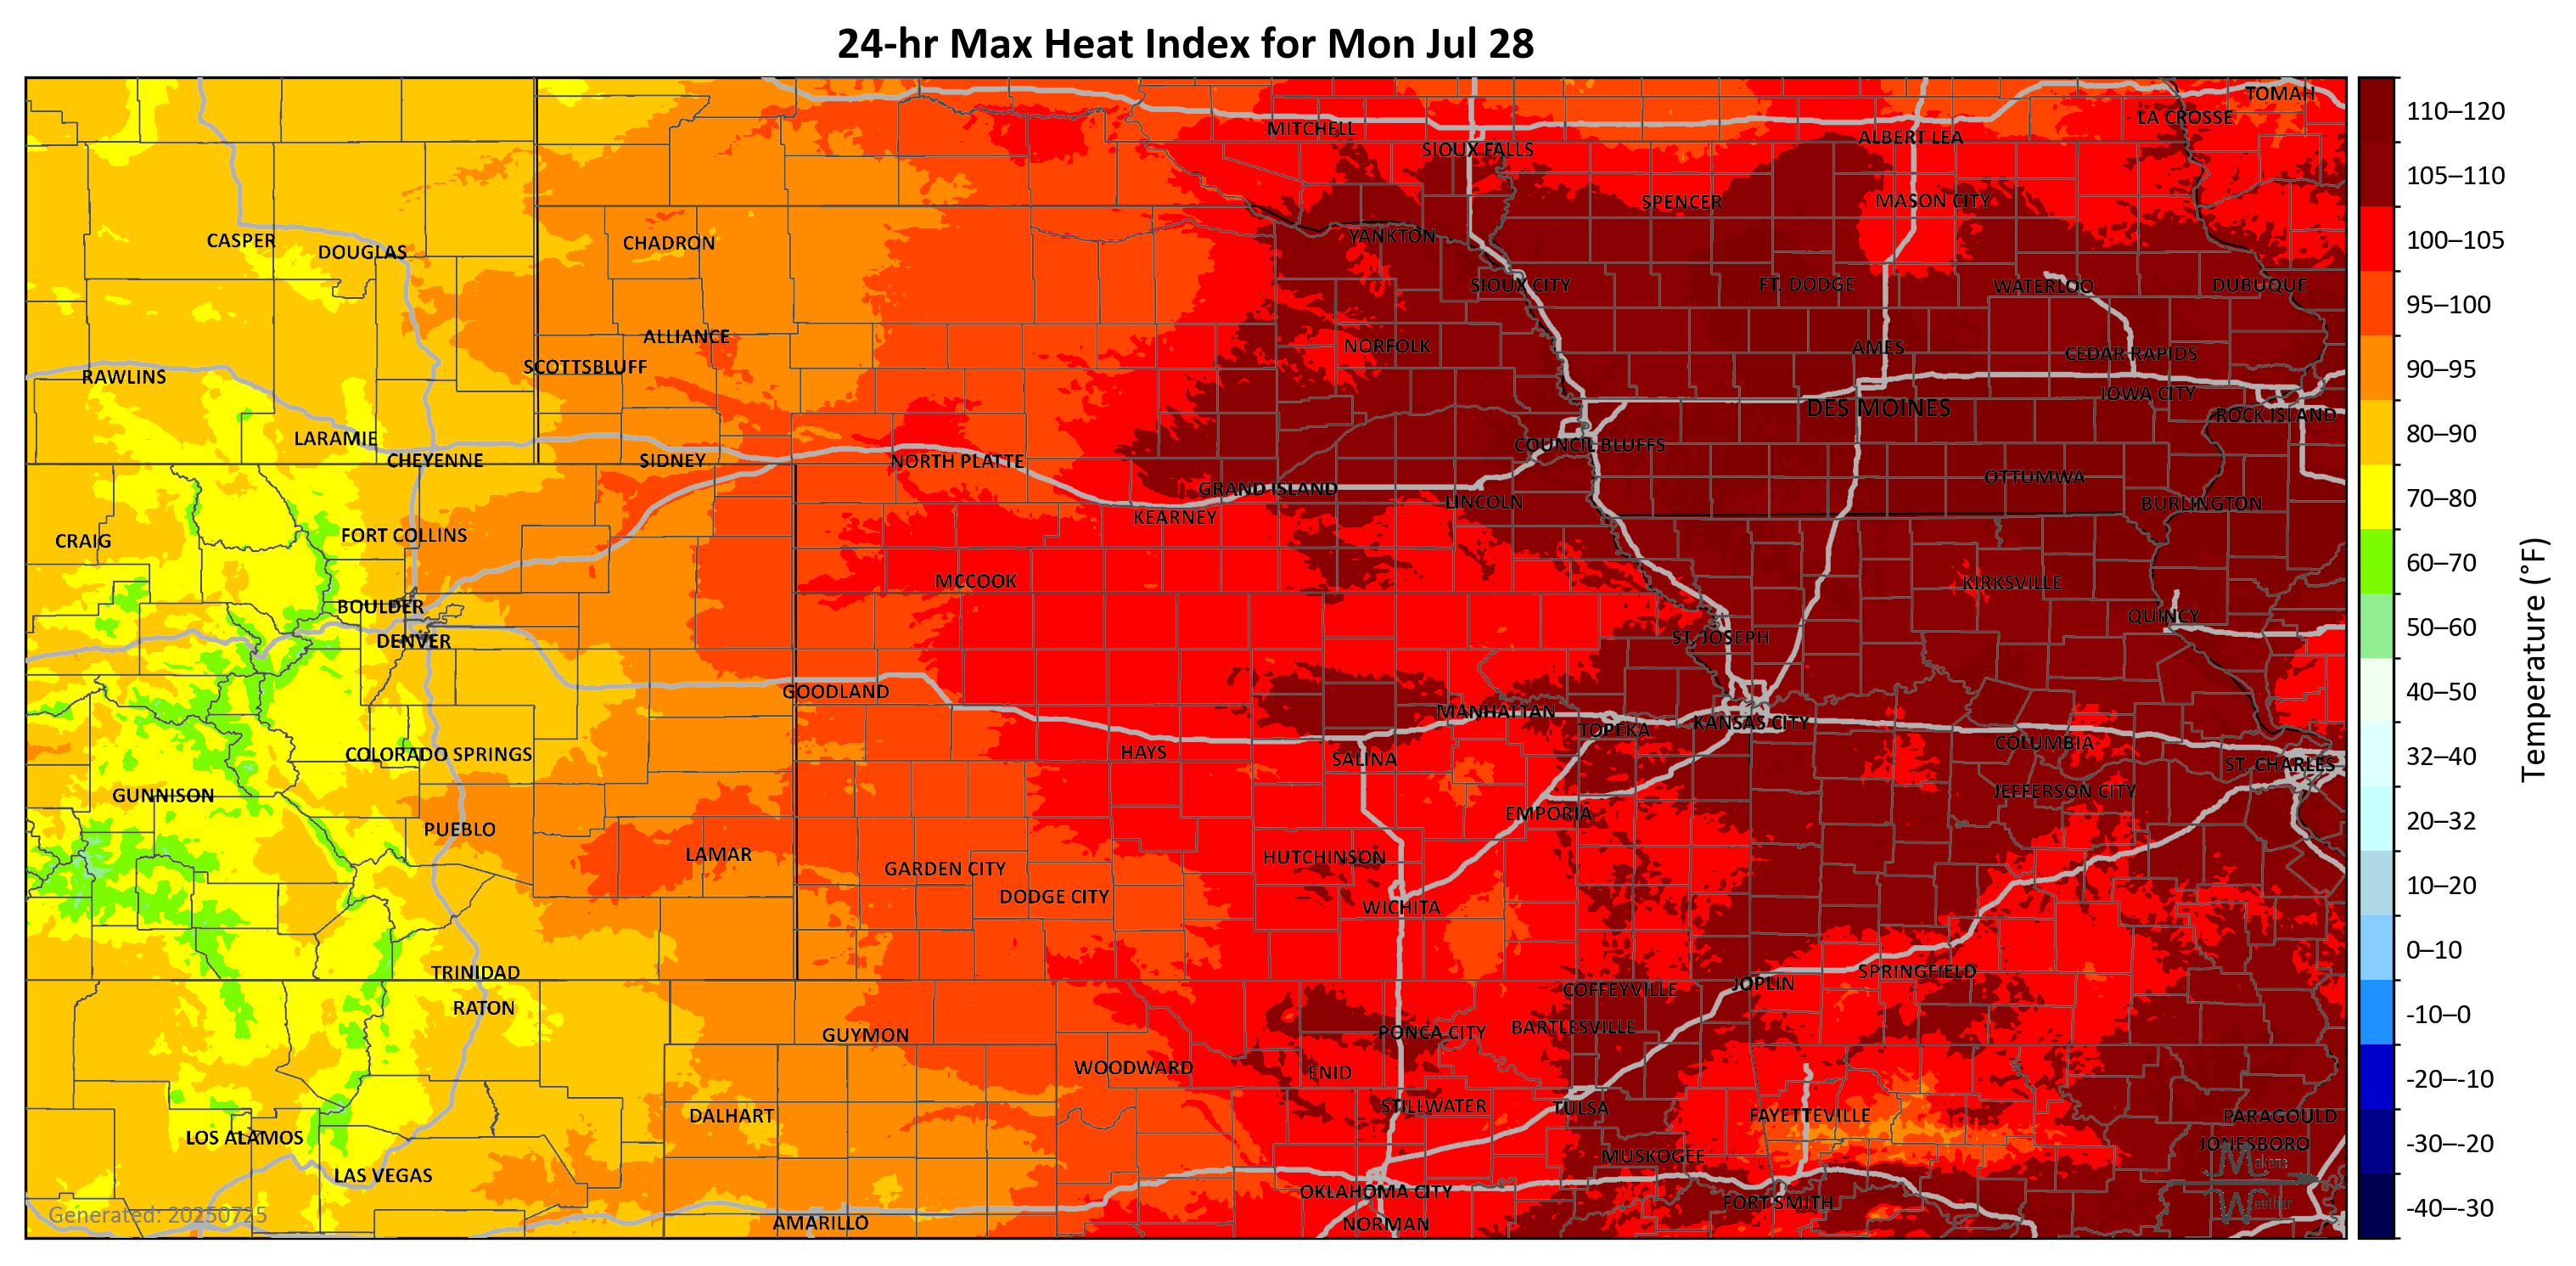 24-hr Max Heat Index for Mon Jul 28
TOMAH
LA CROSSE
MITCHELL
ALBERT LEA
SIOUX FALLS
SPENCER
MASON CITY
YANKTON
CASPER
DOUGLAS
CHADRON
SIOUX CITY
FT. DODGE
WATERLOO
DUBUQUE
ALLIANCE
NORFOLK
AMES
CEDAR RAPIDS
SCOTTSBLUFF
RAWLINS
IOWA CITY
DES MOINES
ROCK ISLAND
LARAMIE
COUNCIL BLUFFS
CHEYENNE
SIDNEY
NORTH PLATTE
OTTUMWA
GRAND ISLAND
LINCOLN
BURLINGTON
KEARNEY
FORT COLLINS
CRAIG
MCCOOK
KIRKSVILLE
BOULDER
QUINCY
DENVER
ST. JOSEPH
GOODLAND
MANHATTAN
TOPEKA
KANSAS CITY
COLUMBIA
COLORADO SPRINGS
HAYS
SALINA
ST. CHARLES
GUNNISON
JEFFERSON CITY
EMPORIA
PUEBLO
LAMAR
HUTCHINSON
GARDEN CITY
DODGE CITY
WICHITA
TRINIDAD
SPRINGFIELD
JOPLIN
COFFEYVILLE
RATON
BARTLESVILLE
PONCA CITY
GUYMON
WOODWARD
ENID
STILLWATER
TULSA
DALHART
FAYETTEVILLE
PARAGOULD
LOS ALAMOS
JONESBORO
MUSKOGEE
Makens
LAS VEGAS
OKLAHOMA CITY
FORT SMITH
Weather
Generated: 20250725
AMARILLO
NORMAN
110–120
105–110
100–105
95–100
90–95
80–90
70–80
60–70
50–60
40–50
32–40
20–32
10–20
0–10
-10–0
-20–-10
-30–-20
-40–-30
Temperature (°F)